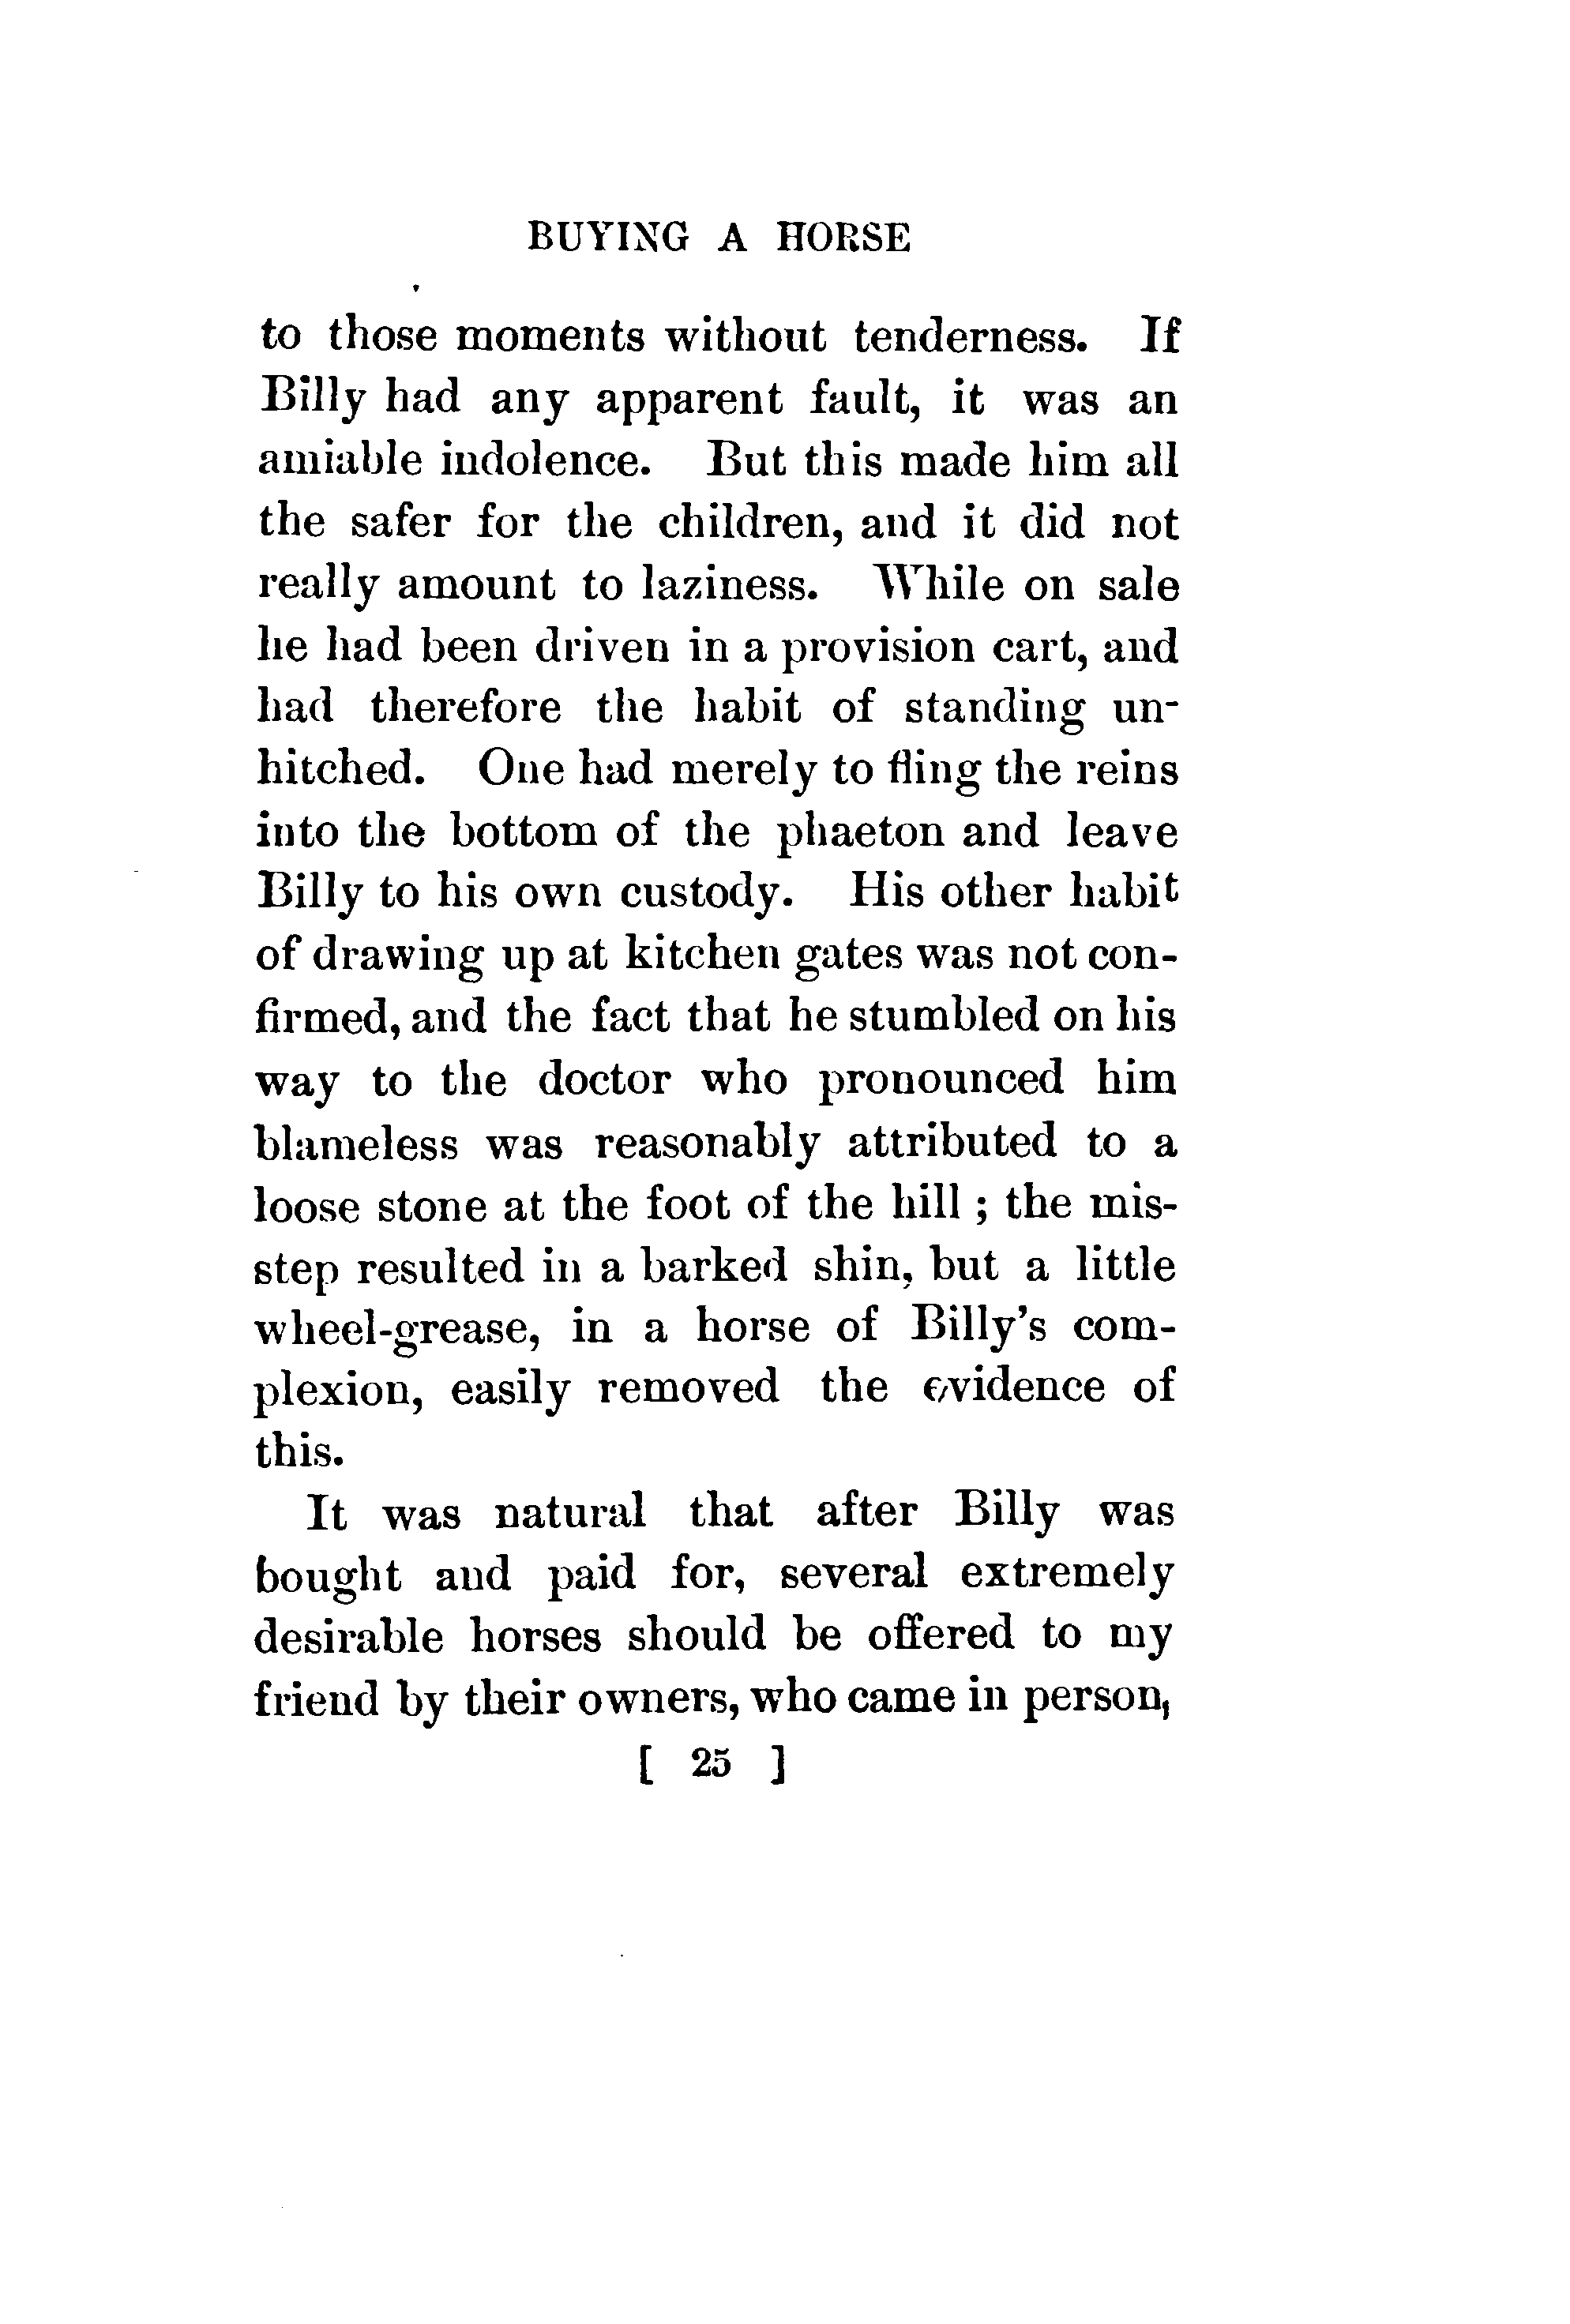 BUYING A HORSE
to those moments without tenderness. If
Billy had any apparent fault, it was an
amiable indolence. But this made him all
the safer for the children, and it did not
really amount to laziness. While on sale
he had been driven in a provision cart, and
had therefore the habit of standing un-
hitched. One had merely to fling the reins
into the bottom of the phaeton and leave
Billy to his own custody. His other habit
of drawing up at kitchen gates was not con-
firmed, and the fact that he stumbled on his
way to the doctor who pronounced him
blameless was reasonably attributed to a
loose stone at the foot of the hill ; the mis-
step resulted in a barked shin, but a little
wheel-grease, in a horse of Billy's com-
plexion, easily removed the evidence of
this.
It was natural that after Billy was
bought and paid for, several extremely
desirable horses should be offered to my
friend by their owners, who came in person,
[ 25 ]